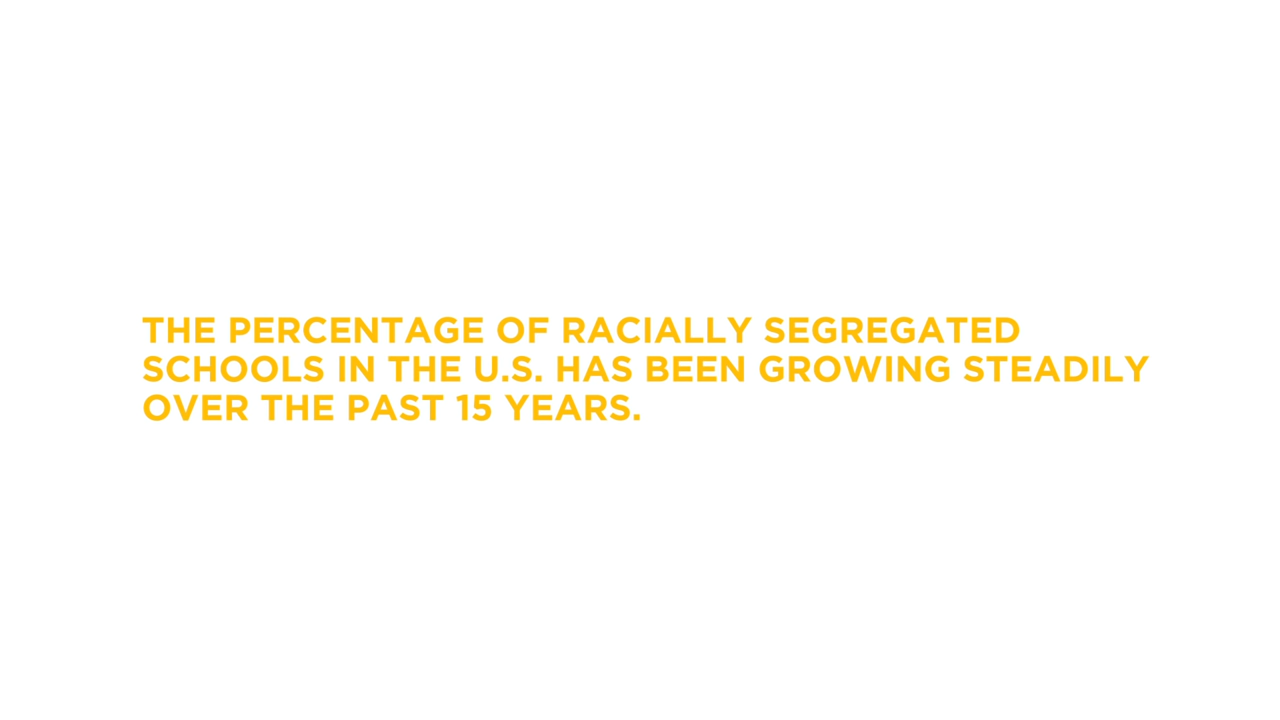 THE PERCENTAGE OF RACIALLY SEGREGATED
SCHOOLS IN THE U.S. HAS BEEN GROWING STEADILY
OVER THE PAST 15 YEARS.